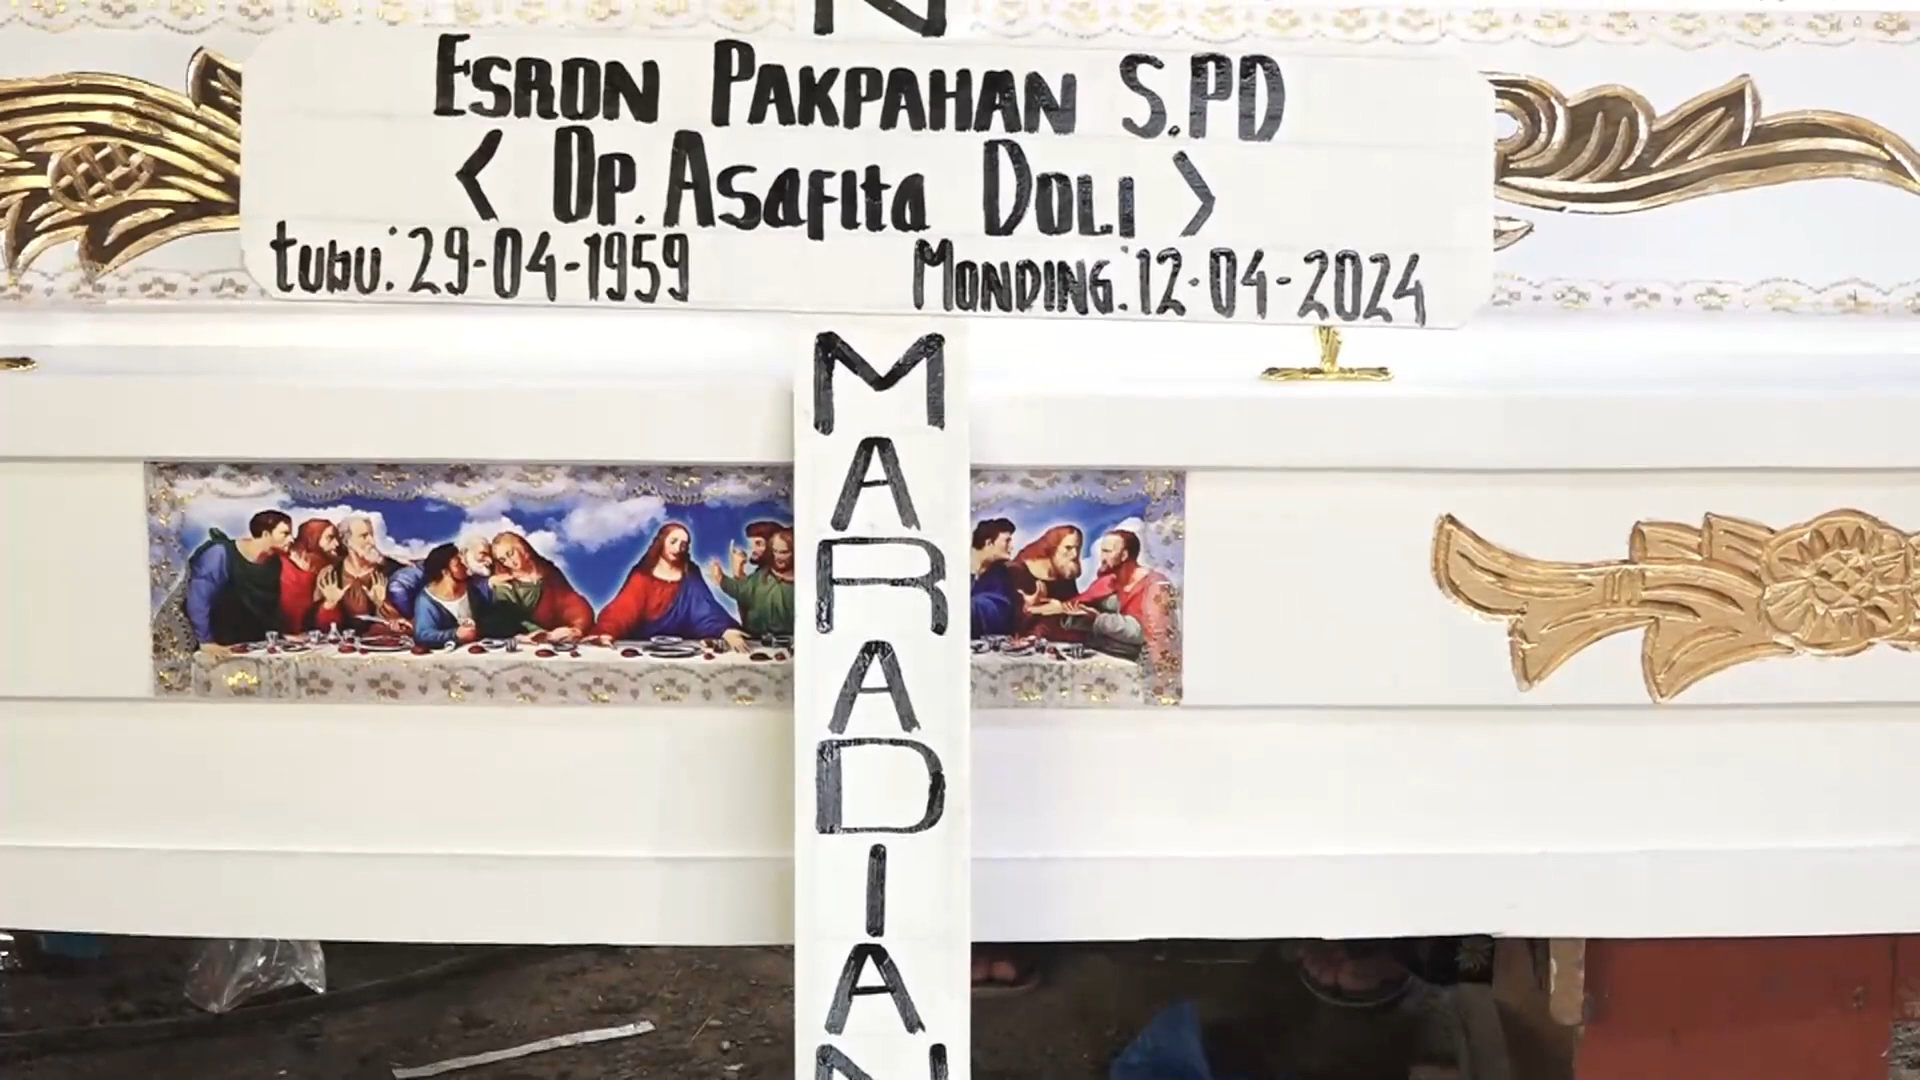 N
ESRON PAKPAHAN S.PD
< OP. ASAFITA DOLI >
tubu: 29-04-1959
MONDING: 12-04-2024
MARADIAN